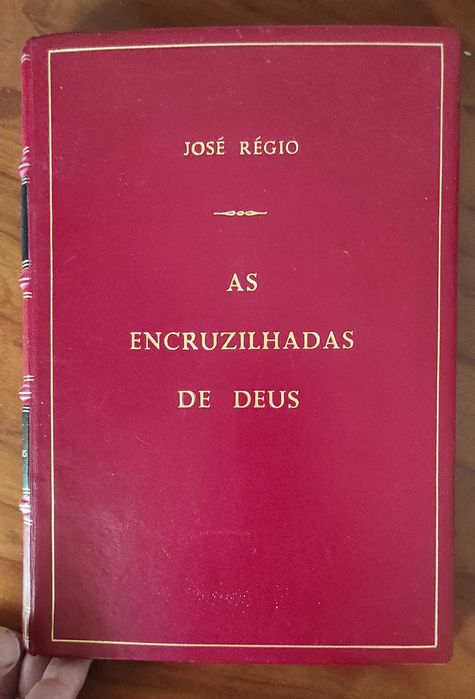 JOSÉ RÉGIO
AS
ENCRUZILHADAS
DE DEUS